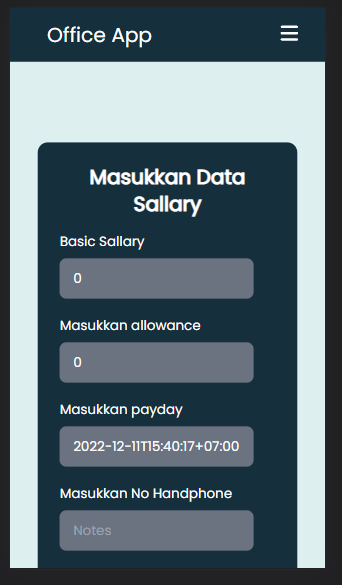 Office App
Masukkan Data
Sallary
Basic Sallary
0
Masukkan allowance
0
Masukkan payday
2022-12-11T15:40:17+07:00
Masukkan No Handphone
Notes